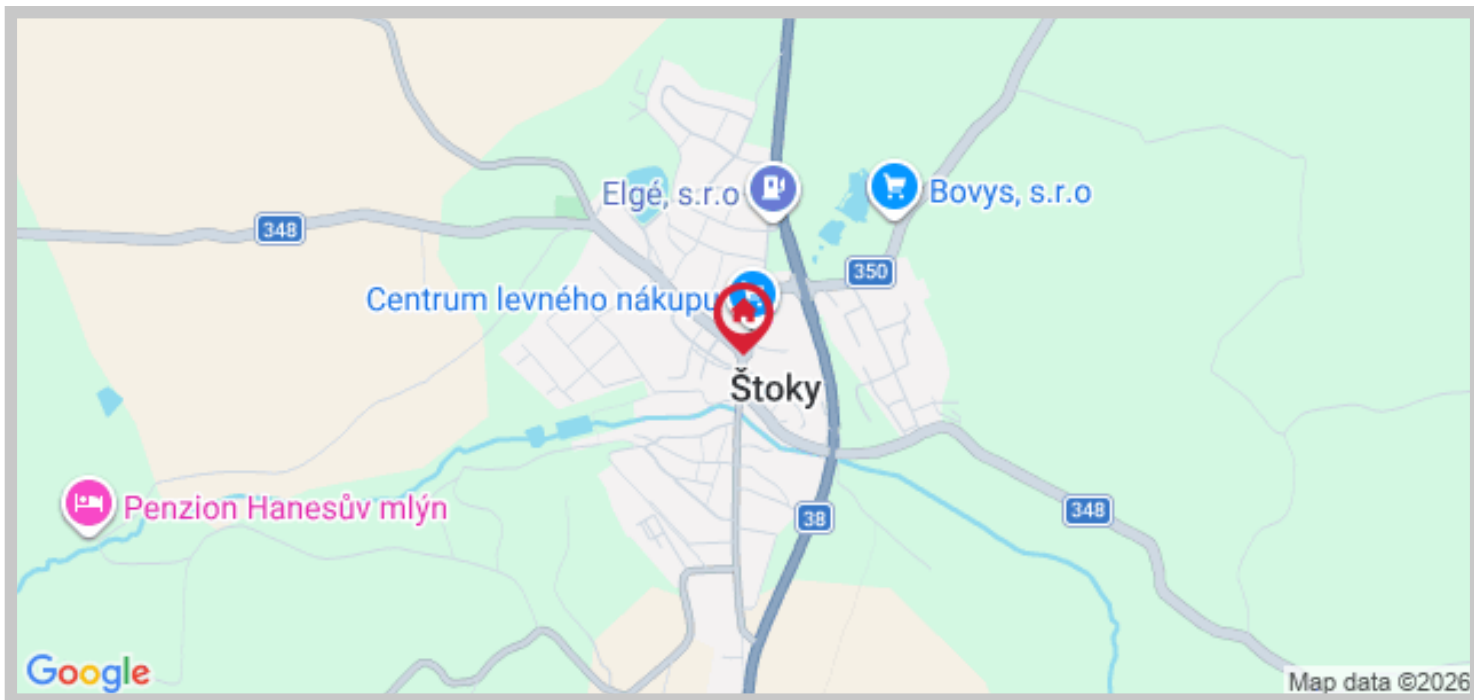 Elgé, s.r.o
Bovys, s.r.o
348
350
Centrum levného nákupu
Štoky
Penzion Hanesův mlýn
38
348
Google
Map data ©2026